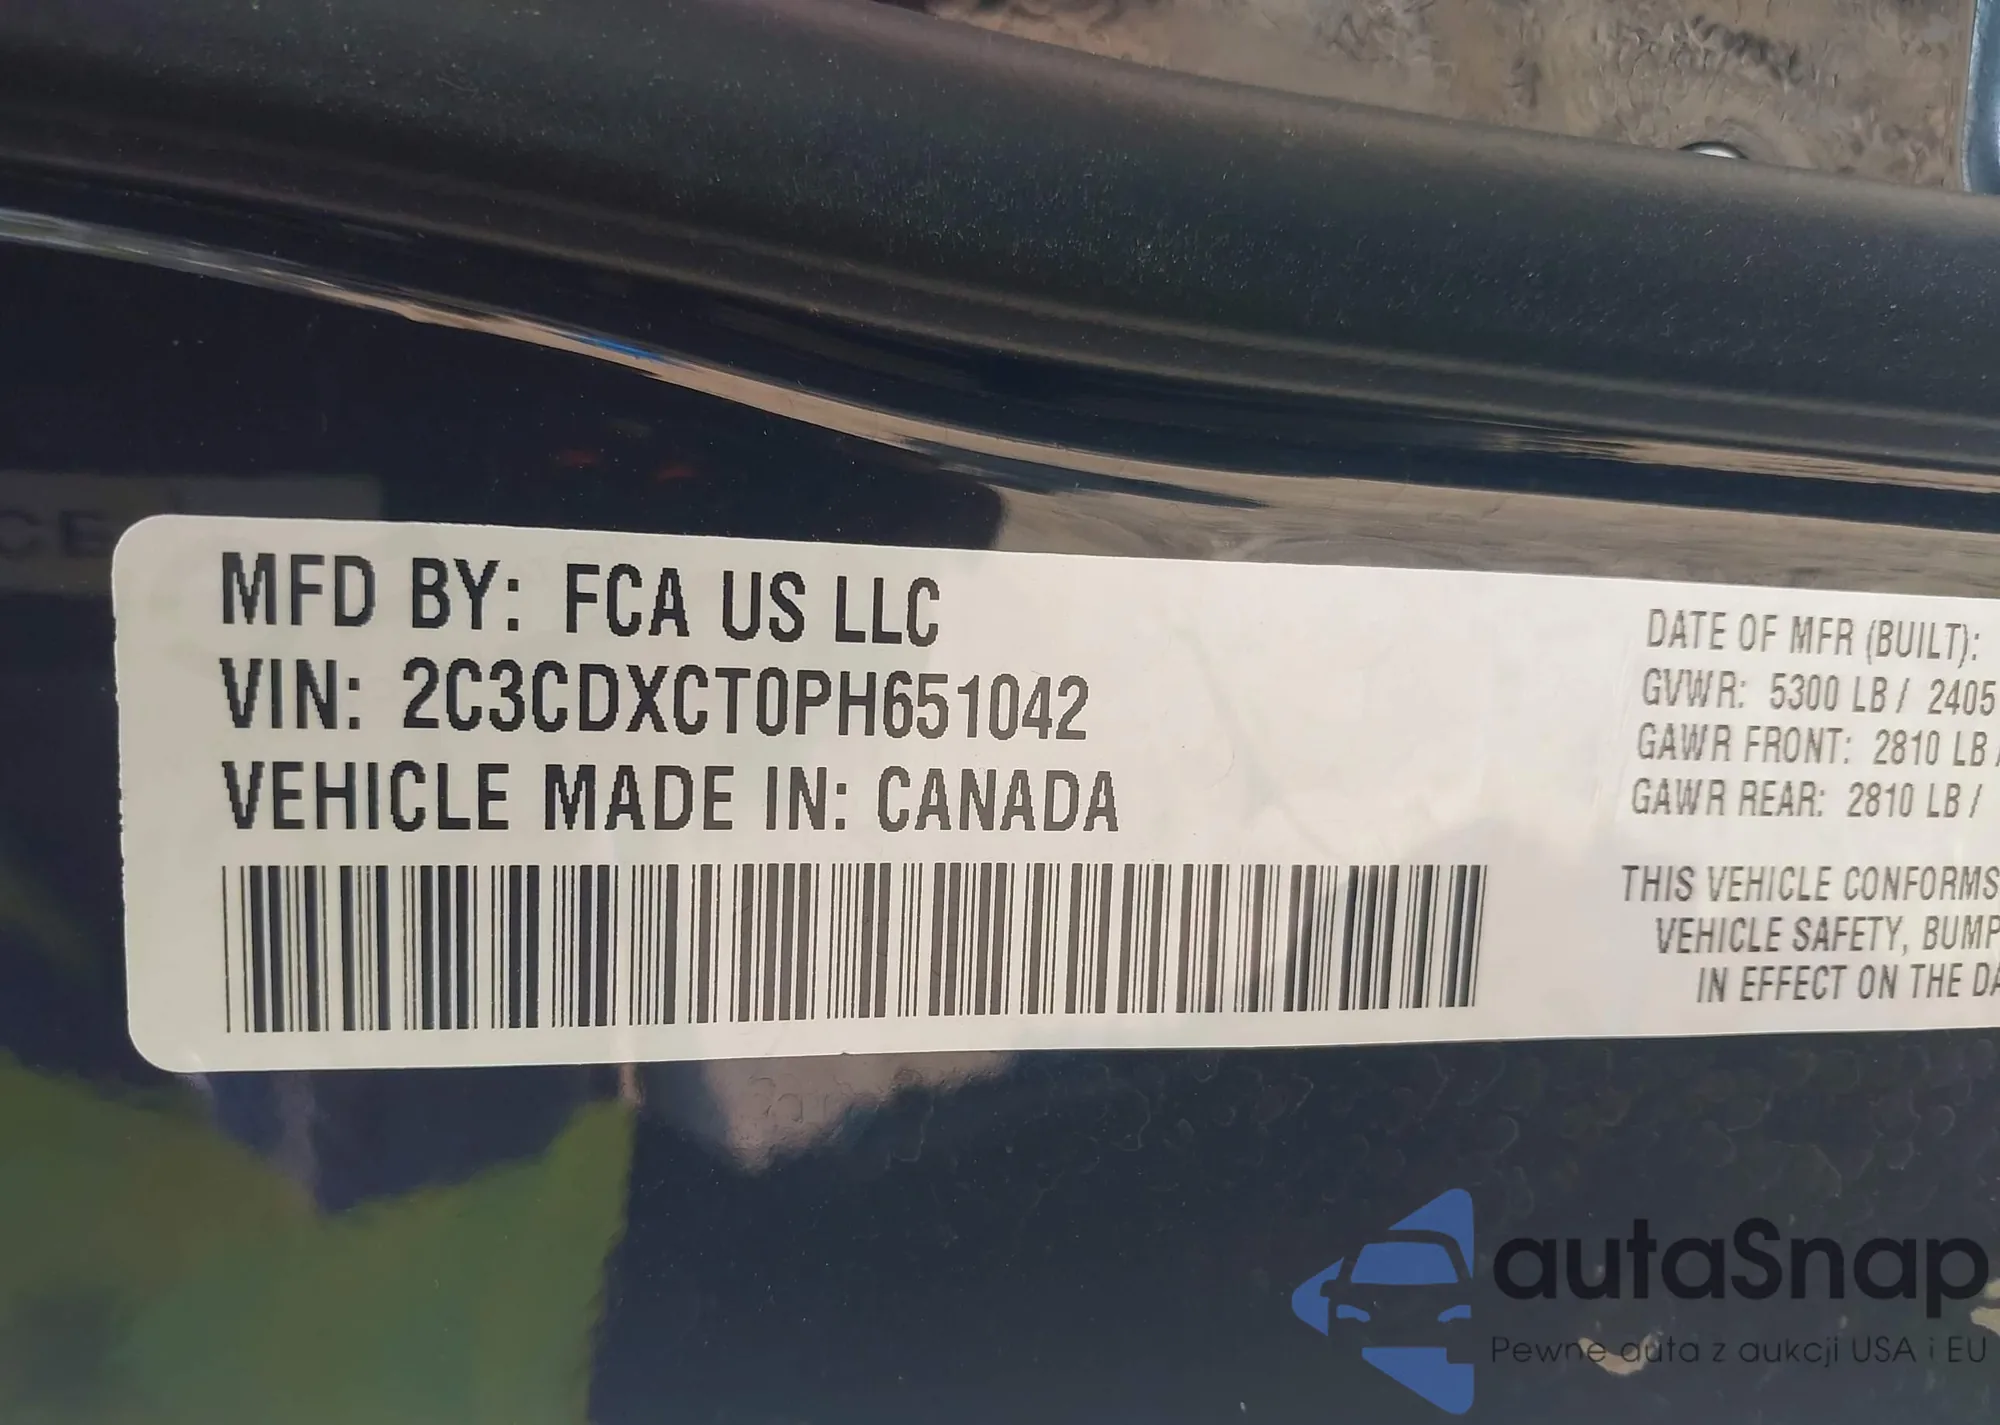 MFD BY: FCA US LLC
VIN: 2C3CDXCT0PH651042
VEHICLE MADE IN: CANADA
DATE OF MFR (BUILT):
GVWR: 5300 LB / 2405
GAWR FRONT: 2810 LB /
GAWR REAR: 2810 LB /
THIS VEHICLE CONFORMS
VEHICLE SAFETY, BUMP
IN EFFECT ON THE DA
autaSnap
Pewne auta z aukcji USA i EU